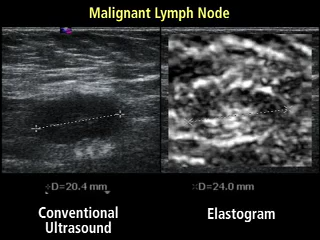 Malignant Lymph Node
D=20.4 mm
D=24.0 mm
Conventional
Ultrasound
Elastogram